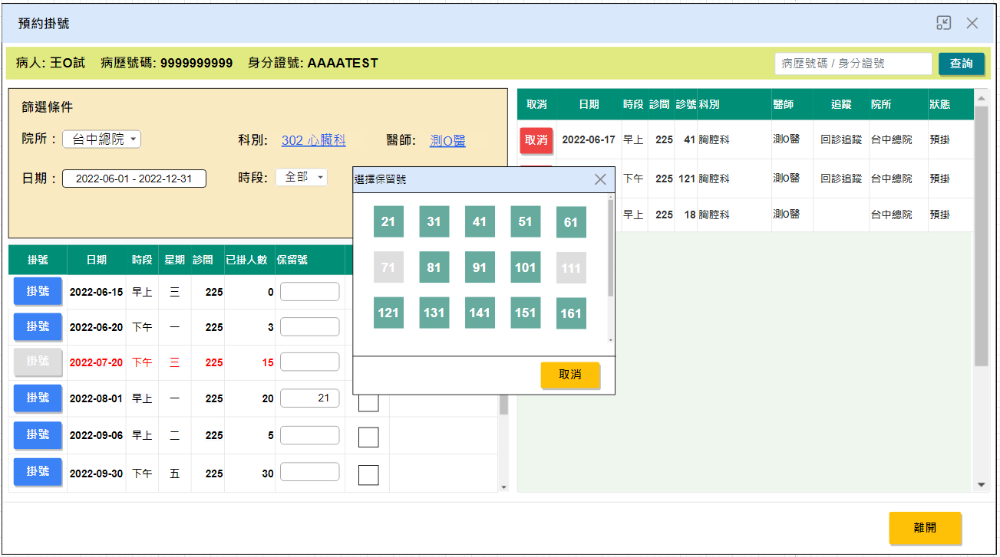 預約掛號
病人: 王O試 病歷號碼: 9999999999 身分證號: AAAATEST 病歷號碼 / 身分證號 查詢
篩選條件
院所 : 台中總院 科別: 302 心臟科 醫師: 測O醫
日期 : 2022-06-01 - 2022-12-31 時段: 全部
掛號 日期 時段 星期 診間 已掛人數 保留號
掛號 2022-06-15 早上 三 225 0
掛號 2022-06-20 下午 一 225 3
掛號 2022-07-20 下午 三 225 15
掛號 2022-08-01 早上 一 225 20 21
掛號 2022-09-06 早上 二 225 5
掛號 2022-09-30 下午 五 225 30
選擇保留號
21 31 41 51 61
71 81 91 101 111
121 131 141 151 161
取消
取消 日期 時段 診間 診號 科別 醫師 追蹤 院所 狀態
取消 2022-06-17 早上 225 41 胸腔科 測O醫 回診追蹤 台中總院 預掛
下午 225 121 胸腔科 測O醫 回診追蹤 台中總院 預掛
早上 225 18 胸腔科 測O醫 台中總院 預掛
離開